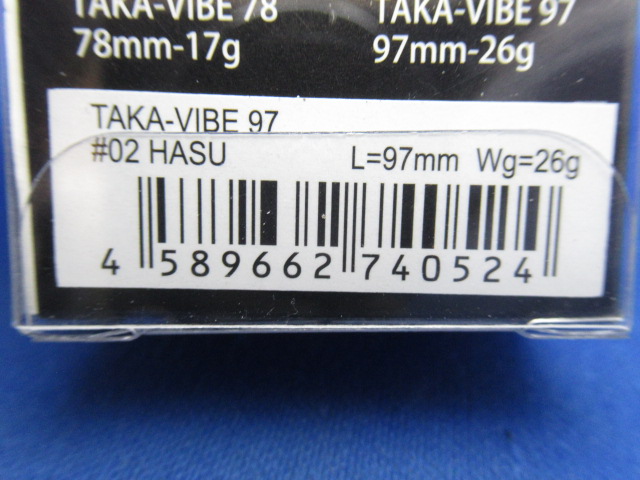 TAKA-VIBE 78 TAKA-VIBE 97
78mm-17g 97mm-26g
TAKA-VIBE 97
#02 HASU L=97mm Wg=26g
4 589662 740524